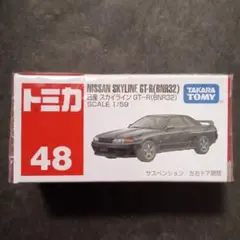 トミカ
48
NISSAN SKYLINE GT-R(BNR32)
日産 スカイライン GT-R(BNR32)
SCALE 1/59
TAKARA
TOMY
サスペンション/左右ドア開閉